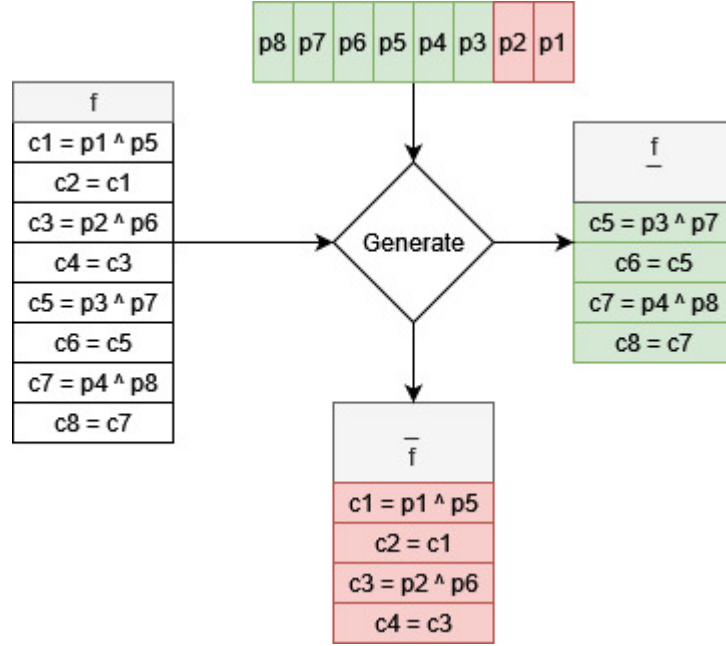 p8 p7 p6 p5 p4 p3 p2 p1
f
c1 = p1 ^ p5
c2 = c1
c3 = p2 ^ p6
c4 = c3
c5 = p3 ^ p7
c6 = c5
c7 = p4 ^ p8
c8 = c7
Generate
f
c5 = p3 ^ p7
c6 = c5
c7 = p4 ^ p8
c8 = c7
f
c1 = p1 ^ p5
c2 = c1
c3 = p2 ^ p6
c4 = c3